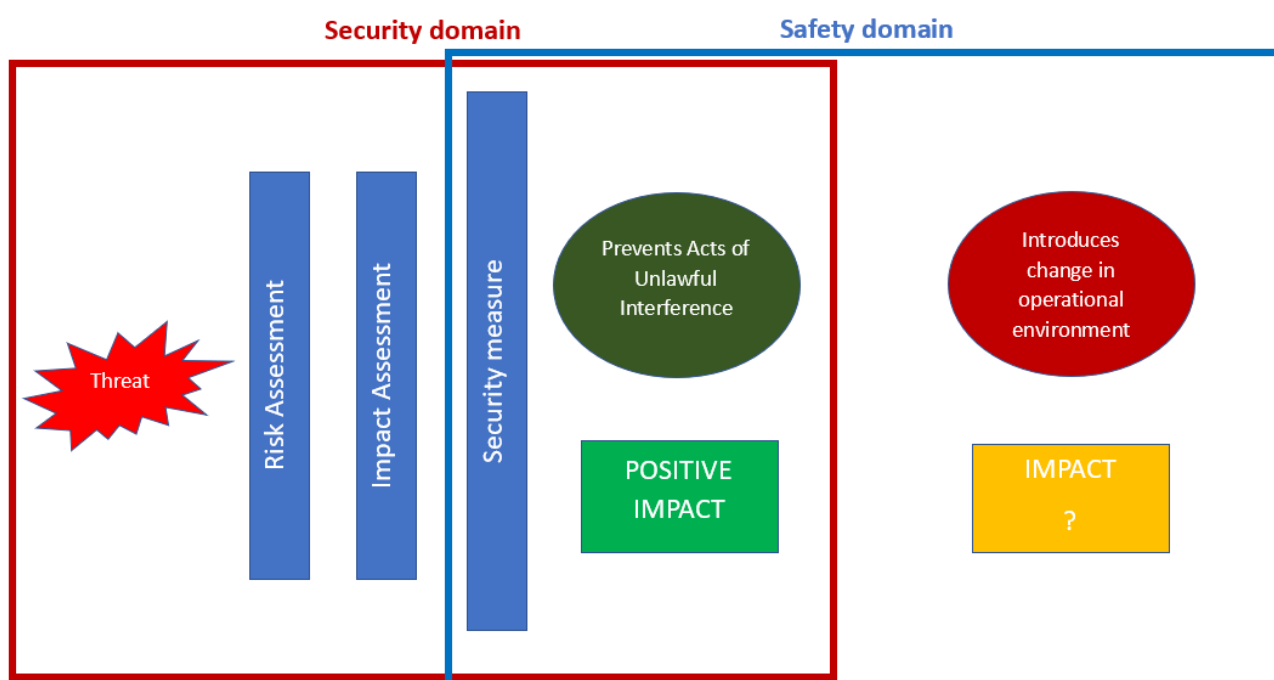 Security domain
Safety domain
Threat
Risk Assessment
Impact Assessment
Security measure
Prevents Acts of
Unlawful
Interference
POSITIVE
IMPACT
Introduces
change in
operational
environment
IMPACT
?